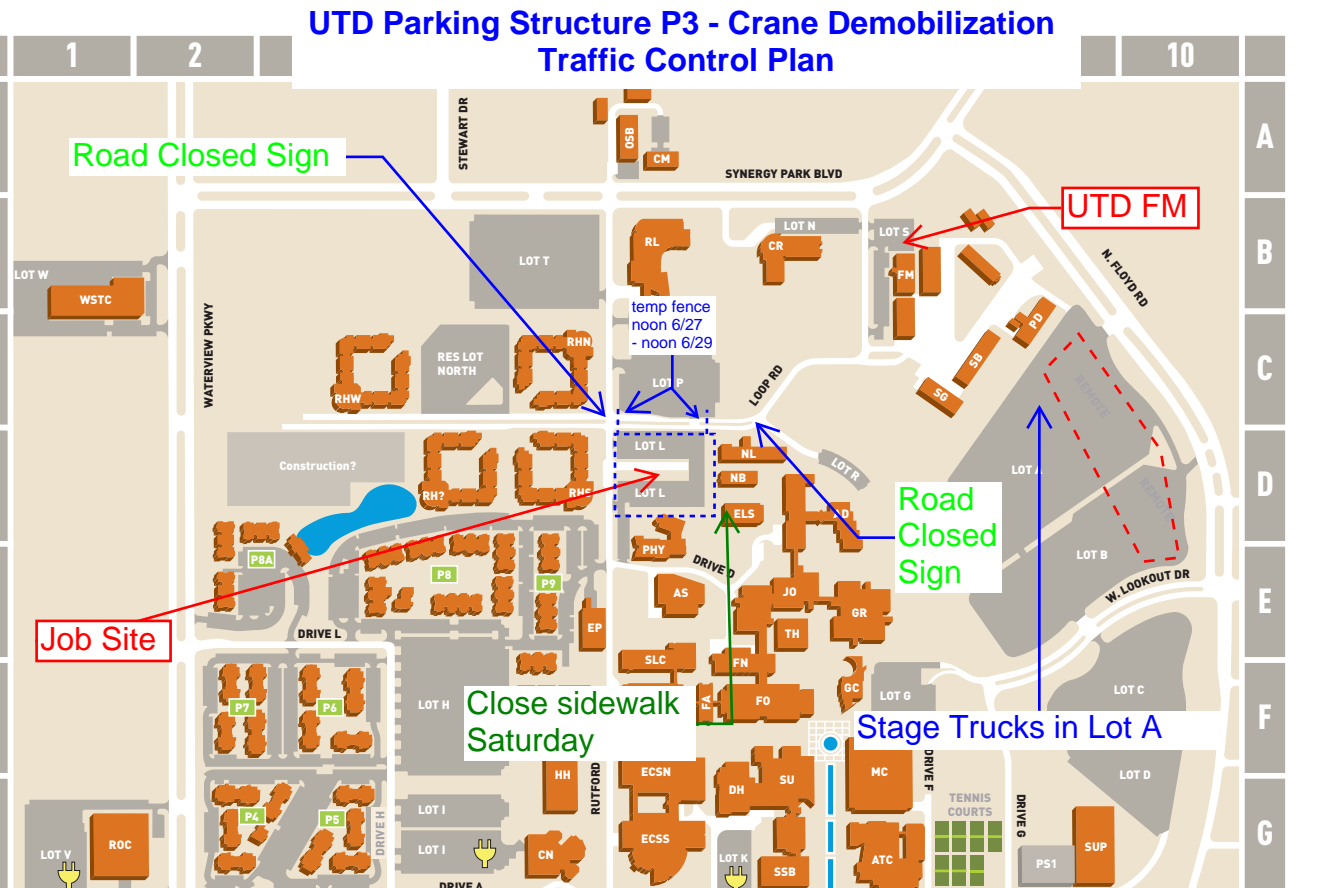 UTD Parking Structure P3 - Crane Demobilization
Traffic Control Plan
1
2
10
A
STEWART DR
OSB
CM
Road Closed Sign
SYNERGY PARK BLVD
UTD FM
LOT N
LOT S
RL
CR
B
LOT W
LOT T
FM
N. FLOYD RD
WSTC
WATERVIEW PKWY
temp fence
noon 6/27
- noon 6/29
PD
RHN
RES LOT
NORTH
SB
C
LOT P
LOOP RD
REMOTE
RHW
SG
LOT L
NL
Construction?
LOT R
LOT A
NB
D
RH?
RHS
LOT L
REMOTE
ELS
D
Road
Closed
Sign
PHY
LOT B
P8A
DRIVE D
P8
P9
W. LOOKOUT DR
AS
JO
E
GR
EP
TH
DRIVE L
Job Site
SLC
FN
GC
LOT G
LOT C
P7
P6
LOT H
Close sidewalk
Saturday
FA
FO
F
Stage Trucks in Lot A
HH
RUTFORD
ECSN
DH
SU
MC
DRIVE F
LOT D
TENNIS
COURTS
P4
P5
LOT I
DRIVE H
DRIVE G
G
ROC
LOT V
LOT I
CN
ECSS
LOT K
SSB
ATC
PS1
SUP
DRIVE A